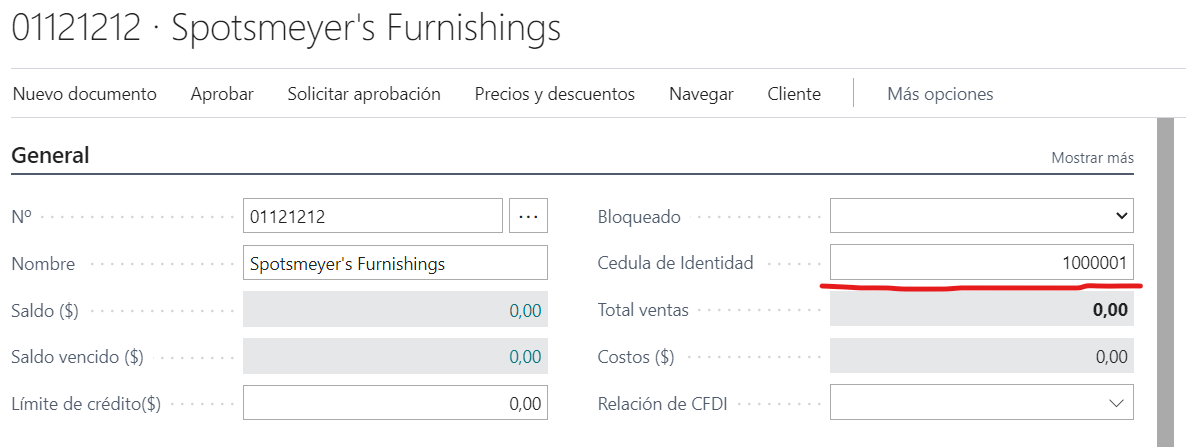 01121212 · Spotsmeyer's Furnishings
Nuevo documento Aprobar Solicitar aprobación Precios y descuentos Navegar Cliente Más opciones
General Mostrar más
Nº 01121212 ... Bloqueado
Nombre Spotsmeyer's Furnishings Cedula de Identidad 1000001
Saldo ($) 0,00 Total ventas 0,00
Saldo vencido ($) 0,00 Costos ($) 0,00
Límite de crédito($) 0,00 Relación de CFDI